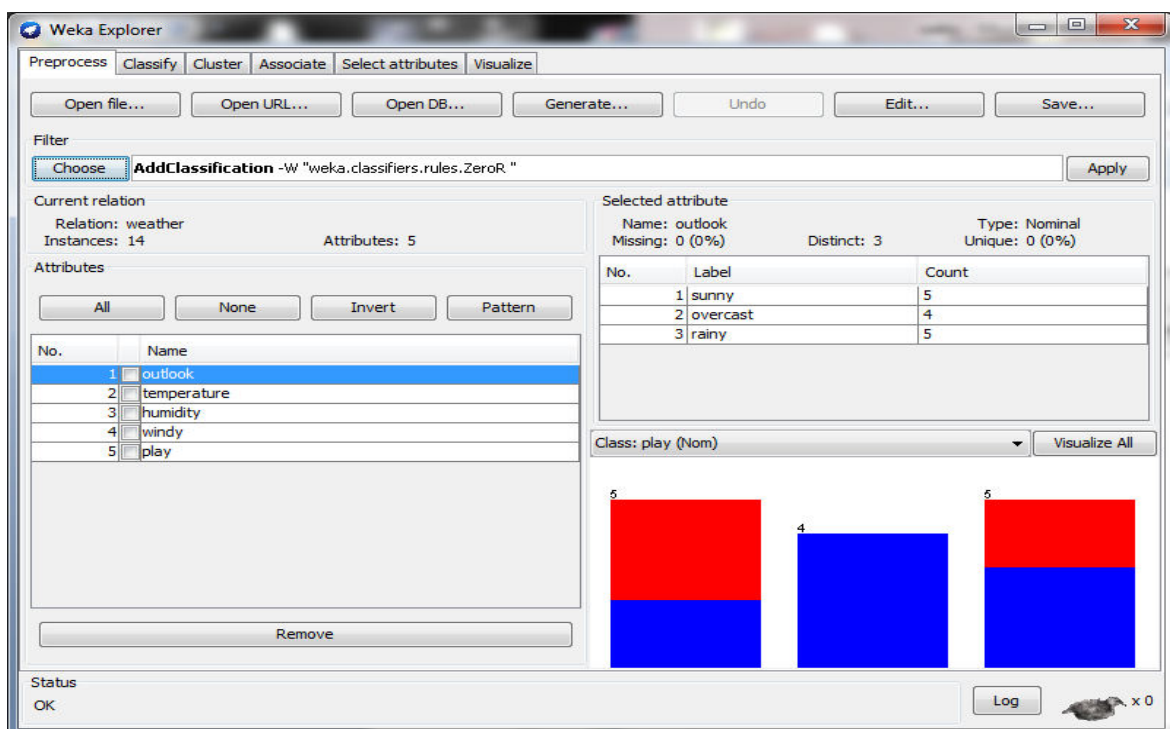 Weka Explorer
Preprocess Classify Cluster Associate Select attributes Visualize
Open file... Open URL... Open DB... Generate... Undo Edit... Save...
Filter
Choose AddClassification -W "weka.classifiers.rules.ZeroR " Apply
Current relation
Relation: weather
Instances: 14 Attributes: 5
Attributes
All None Invert Pattern
No. Name
1 outlook
2 temperature
3 humidity
4 windy
5 play
Remove
Selected attribute
Name: outlook Type: Nominal
Missing: 0 (0%) Distinct: 3 Unique: 0 (0%)
No. Label Count
1 sunny 5
2 overcast 4
3 rainy 5
Class: play (Nom) Visualize All
5 4 5
Status
OK Log x 0